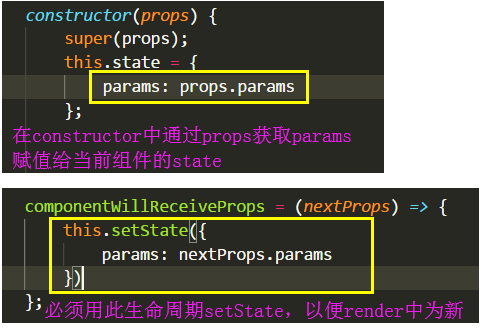 constructor(props) {
super(props);
this.state = {
params: props.params
};
在constructor中通过props获取params
赋值给当前组件的state
componentWillReceiveProps = (nextProps) => {
this.setState({
params: nextProps.params
})
};必须用此生命周期setState，以便render中为新